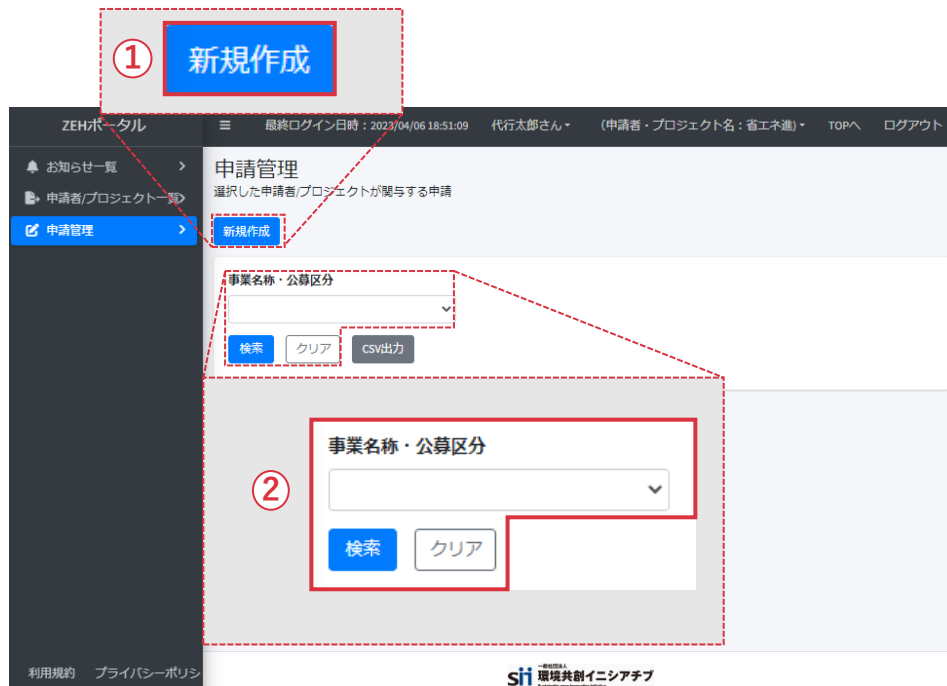 ①
新規作成
ZEHポータル
最終ログイン日時：2023/04/06 18:51:09
代行太郎さん
(申請者・プロジェクト名：省エネ進)
TOPへ
ログアウト
お知らせ一覧
申請者/プロジェクト一覧
申請管理
申請管理
選択した申請者/プロジェクトが関与する申請
新規作成
事業名称・公募区分
検索
クリア
CSV出力
②
事業名称・公募区分
検索
クリア
利用規約
プライバシーポリシ
sii
一般社団法人
環境共創イニシアチブ